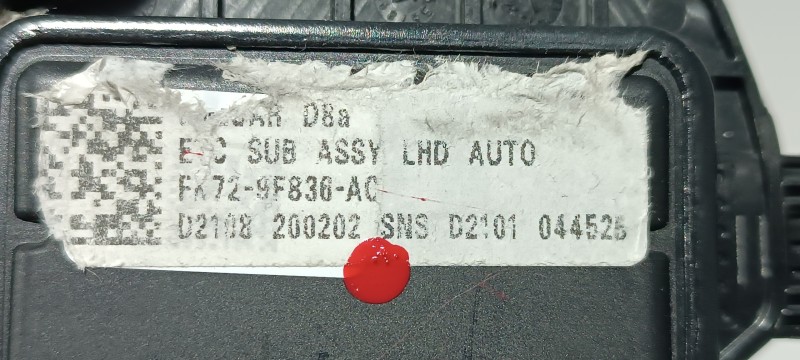 D8a
SUB ASSY LHD AUTO
FK72-9F836-AC
D2108 200202 SNS D2101 044525